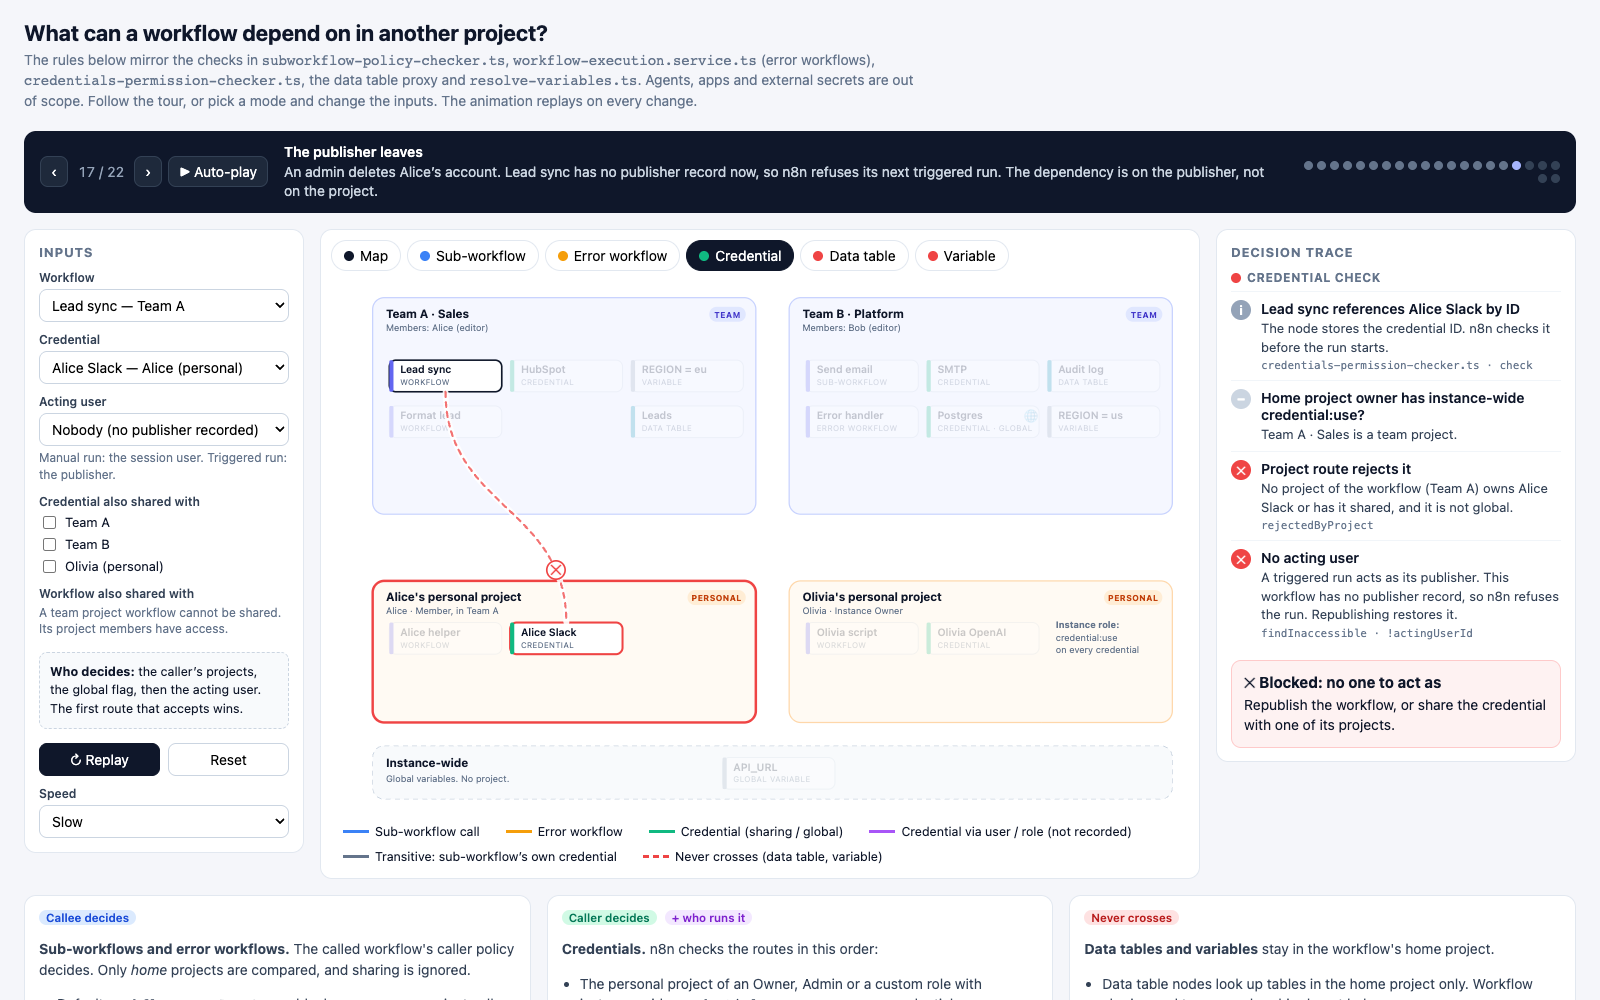 What can a workflow depend on in another project?
The rules below mirror the checks in subworkflow-policy-checker.ts, workflow-execution.service.ts (error workflows),
credentials-permission-checker.ts, the data table proxy and resolve-variables.ts. Agents, apps and external secrets are out
of scope. Follow the tour, or pick a mode and change the inputs. The animation replays on every change.
‹ 17 / 22 › ▶ Auto-play
The publisher leaves
An admin deletes Alice's account. Lead sync has no publisher record now, so n8n refuses its next triggered run. The dependency is on the publisher, not
on the project.
INPUTS
Workflow
Lead sync — Team A
Credential
Alice Slack — Alice (personal)
Acting user
Nobody (no publisher recorded)
Manual run: the session user. Triggered run:
the publisher.
Credential also shared with
Team A
Team B
Olivia (personal)
Workflow also shared with
A team project workflow cannot be shared.
Its project members have access.
Who decides: the caller's projects,
the global flag, then the acting user.
The first route that accepts wins.
↻ Replay
Reset
Speed
Slow
Map
Sub-workflow
Error workflow
Credential
Data table
Variable
Team A · Sales
TEAM
Members: Alice (editor)
Lead sync
WORKFLOW
HubSpot
CREDENTIAL
REGION = eu
VARIABLE
Format lead
WORKFLOW
Leads
DATA TABLE
Team B · Platform
TEAM
Members: Bob (editor)
Send email
SUB-WORKFLOW
SMTP
CREDENTIAL
Audit log
DATA TABLE
Error handler
ERROR WORKFLOW
Postgres
CREDENTIAL · GLOBAL
REGION = us
VARIABLE
Alice's personal project
PERSONAL
Alice · Member, in Team A
Alice helper
WORKFLOW
Alice Slack
CREDENTIAL
Olivia's personal project
PERSONAL
Olivia · Instance Owner
Olivia script
WORKFLOW
Olivia OpenAI
CREDENTIAL
Instance role:
credential:use
on every credential
Instance-wide
Global variables. No project.
API_URL
GLOBAL VARIABLE
Sub-workflow call
Error workflow
Credential (sharing / global)
Credential via user / role (not recorded)
Transitive: sub-workflow's own credential
Never crosses (data table, variable)
DECISION TRACE
CREDENTIAL CHECK
Lead sync references Alice Slack by ID
The node stores the credential ID. n8n checks it
before the run starts.
credentials-permission-checker.ts · check
Home project owner has instance-wide
credential:use?
Team A · Sales is a team project.
Project route rejects it
No project of the workflow (Team A) owns Alice
Slack or has it shared, and it is not global.
rejectedByProject
No acting user
A triggered run acts as its publisher. This
workflow has no publisher record, so n8n refuses
the run. Republishing restores it.
findInaccessible · !actingUserId
✕ Blocked: no one to act as
Republish the workflow, or share the credential
with one of its projects.
Callee decides
Sub-workflows and error workflows. The called workflow's caller policy
decides. Only home projects are compared, and sharing is ignored.
Caller decides
+ who runs it
Credentials. n8n checks the routes in this order:
• The personal project of an Owner, Admin or a custom role with
Never crosses
Data tables and variables stay in the workflow's home project.
• Data table nodes look up tables in the home project only. Workflow